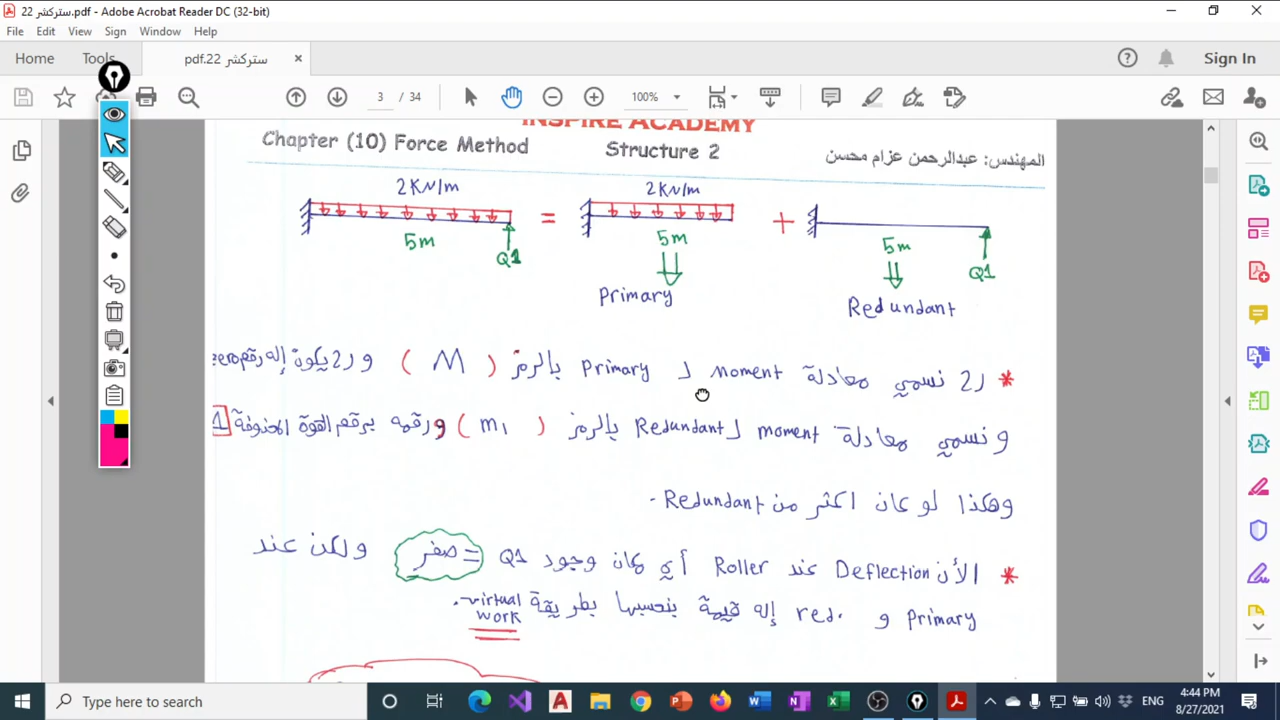 ستركشر 22.pdf - Adobe Acrobat Reader DC (32-bit)
File Edit View Sign Window Help
Home Tools
ستركشر 22.pdf
Sign In
3 / 34
100%
INSPIRE ACADEMY
Chapter (10) Force Method
Structure 2
المهندس: عبدالرحمن عزام محسن
2KN/m
5m
Q1
=
2KN/m
5m
Primary
+
5m
Q1
Redundant
* ر2 نسمي معادلة moment لـ Primary بالرمز ( M ) و ر2 يكون إله رقم zero
ونسمي معادلة moment لـ Redundant بالرمز ( m1 ) ورقمه برقم القوة المحذوفة 1
وهكذا لو كان اكثر من Redundant.
* الأن Deflection عند Roller أي مكان وجود Q1 = صفر ولكن عند
Primary و red. إله قيمة بنحسبها بطريقة virtual work.
Type here to search
ENG
4:44 PM
8/27/2021